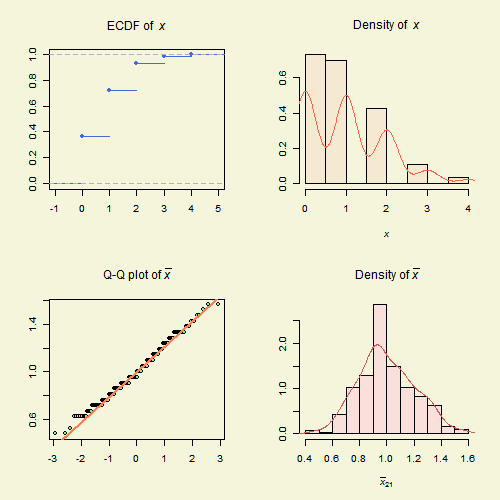 ECDF of x
Density of x
0.0 0.2 0.4 0.6 0.8 1.0
-1 0 1 2 3 4 5
0.0 0.2 0.4 0.6
0 1 2 3 4
x
Q-Q plot of x̅
Density of x̅
0.6 1.0 1.4
-3 -2 -1 0 1 2 3
0.0 1.0 2.0
0.4 0.6 0.8 1.0 1.2 1.4 1.6
x̅21